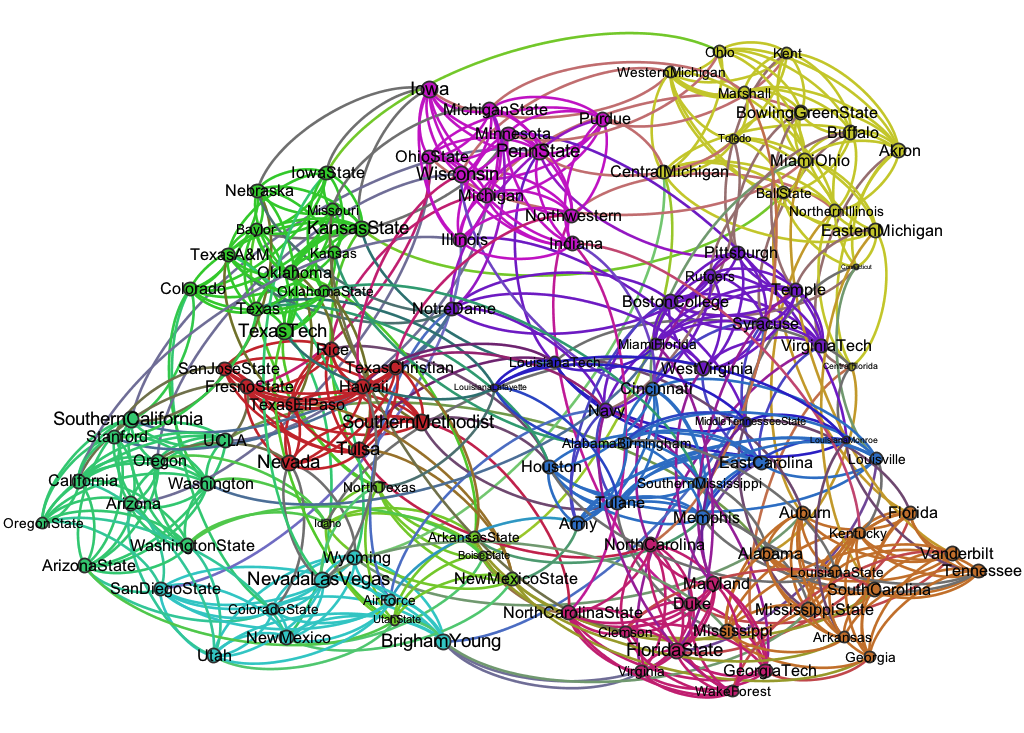 Ohio
Kent
WesternMichigan
Iowa
Marshall
MichiganState
BowlingGreenState
Purdue
Minnesota
Buffalo
Toledo
PennState
Akron
OhioState
MiamiOhio
Wisconsin
CentralMichigan
IowaState
Nebraska
Michigan
BallState
Missouri
NorthernIllinois
Northwestern
KansasState
Baylor
EasternMichigan
Illinois
Indiana
Kansas
TexasA&M
Pittsburgh
Connecticut
Oklahoma
Rutgers
Colorado
OklahomaState
Temple
BostonCollege
Texas
NotreDame
Syracuse
TexasTech
MiamiFlorida
VirginiaTech
Rice
LouisianaTech
CentralFlorida
SanJoseState
TexasChristian
WestVirginia
FresnoState
Hawaii
LouisianaLafayette
Cincinnati
TexasElPaso
Navy
SouthernCalifornia
SouthernMethodist
MiddleTennesseeState
Stanford
UCLA
AlabamaBirmingham
LouisianaMonroe
Tulsa
Oregon
Nevada
Houston
EastCarolina
Louisville
California
Washington
NorthTexas
SouthernMississippi
Arizona
Tulane
OregonState
Idaho
Army
Memphis
Auburn
Florida
ArkansasState
Kentucky
WashingtonState
NorthCarolina
BoiseState
Wyoming
Alabama
Vanderbilt
ArizonaState
NevadaLasVegas
NewMexicoState
LouisianaState
Tennessee
SanDiegoState
Maryland
SouthCarolina
AirForce
Duke
ColoradoState
NorthCarolinaState
MississippiState
UtahState
NewMexico
Clemson
Mississippi
Arkansas
BrighamYoung
FloridaState
Utah
Georgia
Virginia
GeorgiaTech
WakeForest